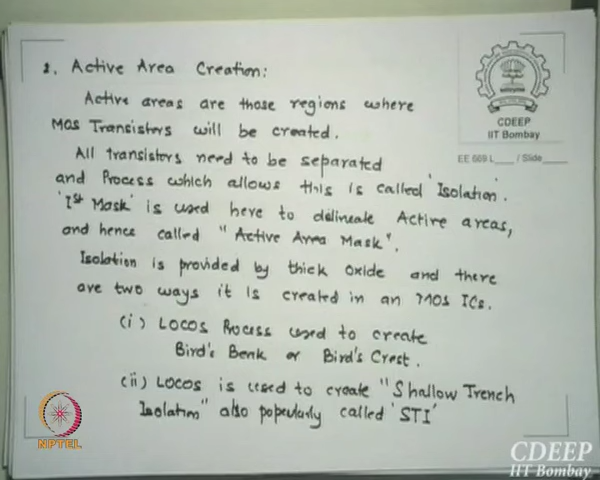 2. Active Area Creation:
Active areas are those regions where
MOS Transistors will be created.
All transistors need to be separated
and Process which allows this is called 'Isolation'.
'Ist Mask' is used here to delineate Active areas,
and hence called "Active Area Mask".
Isolation is provided by thick oxide and there
are two ways it is created in an MOS ICs.
(i) LOCOS Process used to create
Bird's Beak or Bird's Crest.
(ii) LOCOS is used to create "Shallow Trench
Isolation" also popularly called 'STI'
CDEEP
IIT Bombay
EE 669 L___ / Slide____
NPTEL
CDEEP
IIT Bombay